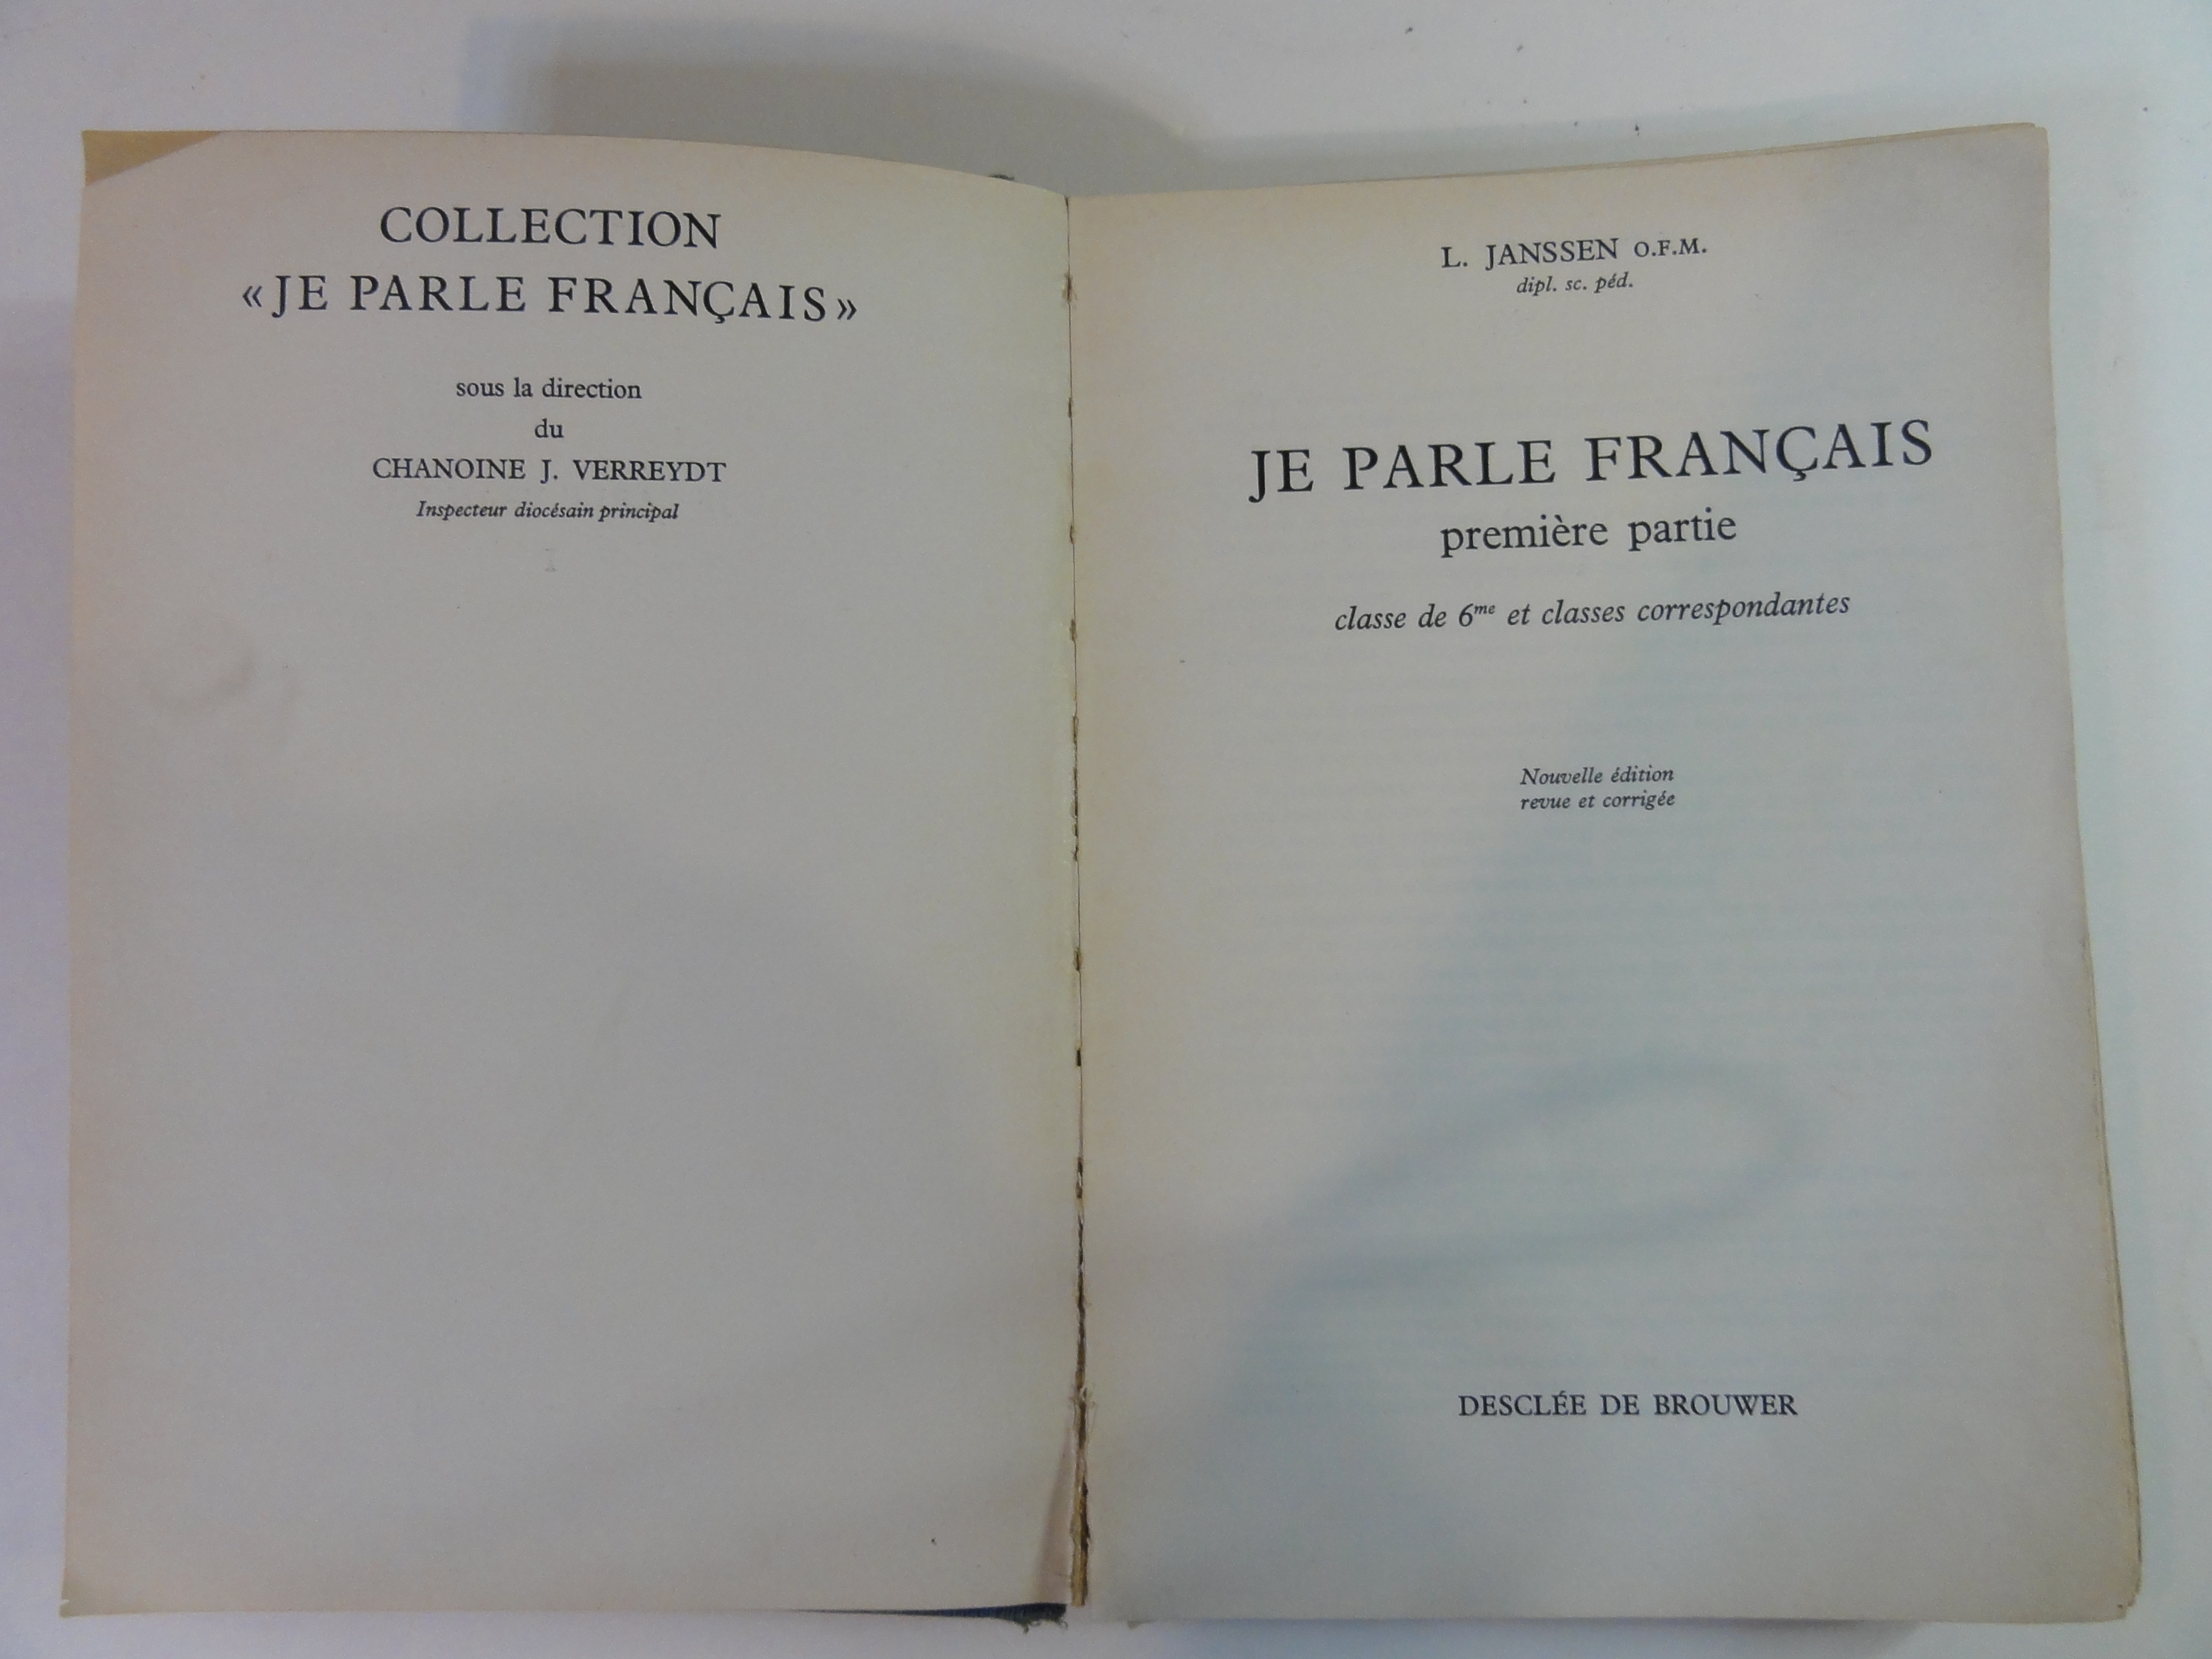 COLLECTION
«JE PARLE FRANÇAIS»
sous la direction
du
CHANOINE J. VERREYDT
Inspecteur diocésain principal
L. JANSSEN O.F.M.
dipl. sc. péd.
JE PARLE FRANÇAIS
première partie
classe de 6me et classes correspondantes
Nouvelle édition
revue et corrigée
DESCLÉE DE BROUWER